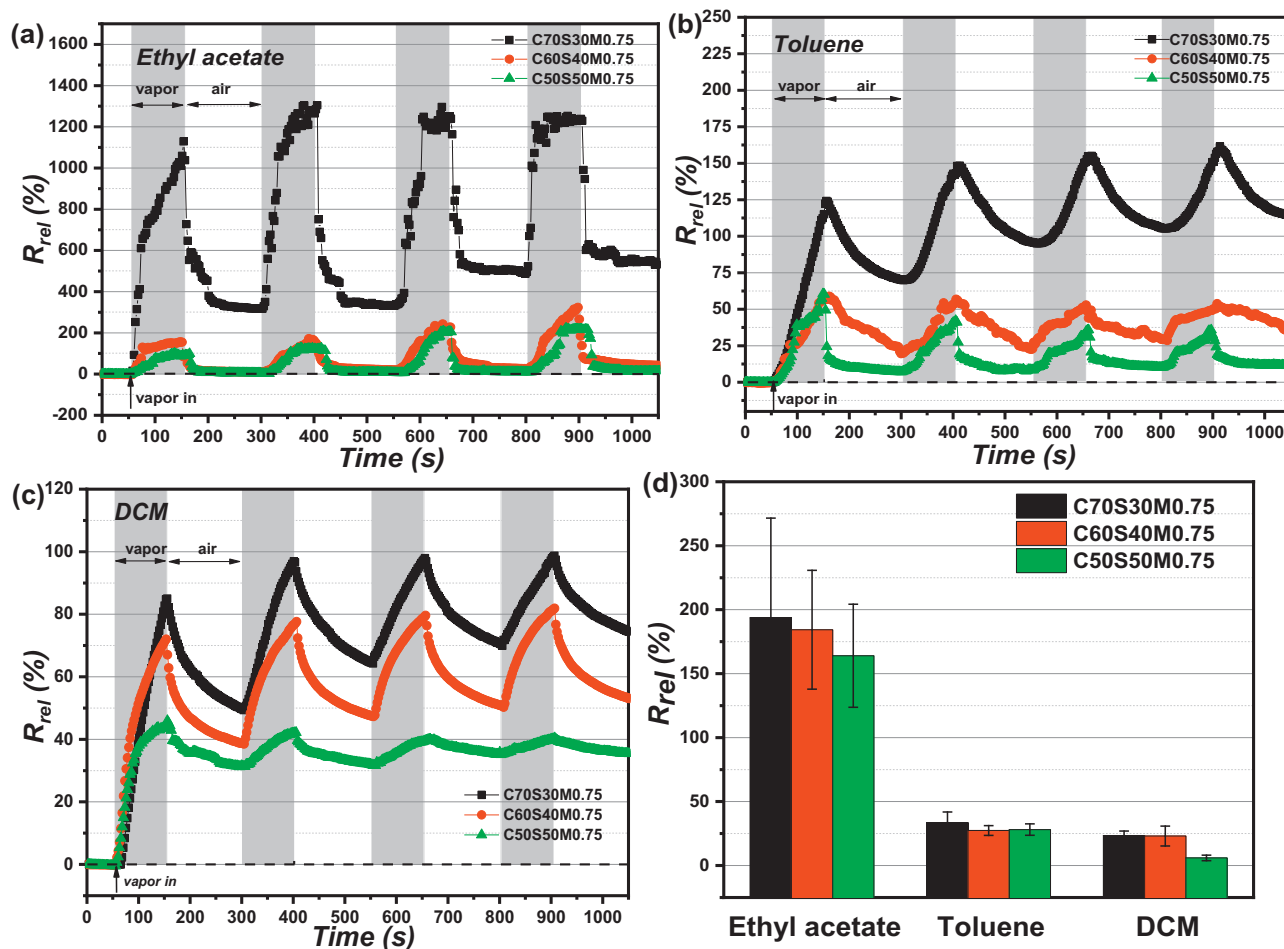 (a)
1600
1400
1200
1000
800
600
400
200
0
-200
R_rel (%)
Ethyl acetate
vapor
air
C70S30M0.75
C60S40M0.75
C50S50M0.75
vapor in
0 100 200 300 400 500 600 700 800 900 1000
Time (s)
(b)
250
225
200
175
150
125
100
75
50
25
0
-25
R_rel (%)
Toluene
vapor
air
C70S30M0.75
C60S40M0.75
C50S50M0.75
vapor in
0 100 200 300 400 500 600 700 800 900 1000
Time (s)
(c)
120
100
80
60
40
20
0
R_rel (%)
DCM
vapor
air
C70S30M0.75
C60S40M0.75
C50S50M0.75
vapor in
0 100 200 300 400 500 600 700 800 900 1000
Time (s)
(d)
300
250
200
150
100
50
0
Rrel (%)
C70S30M0.75
C60S40M0.75
C50S50M0.75
Ethyl acetate Toluene DCM